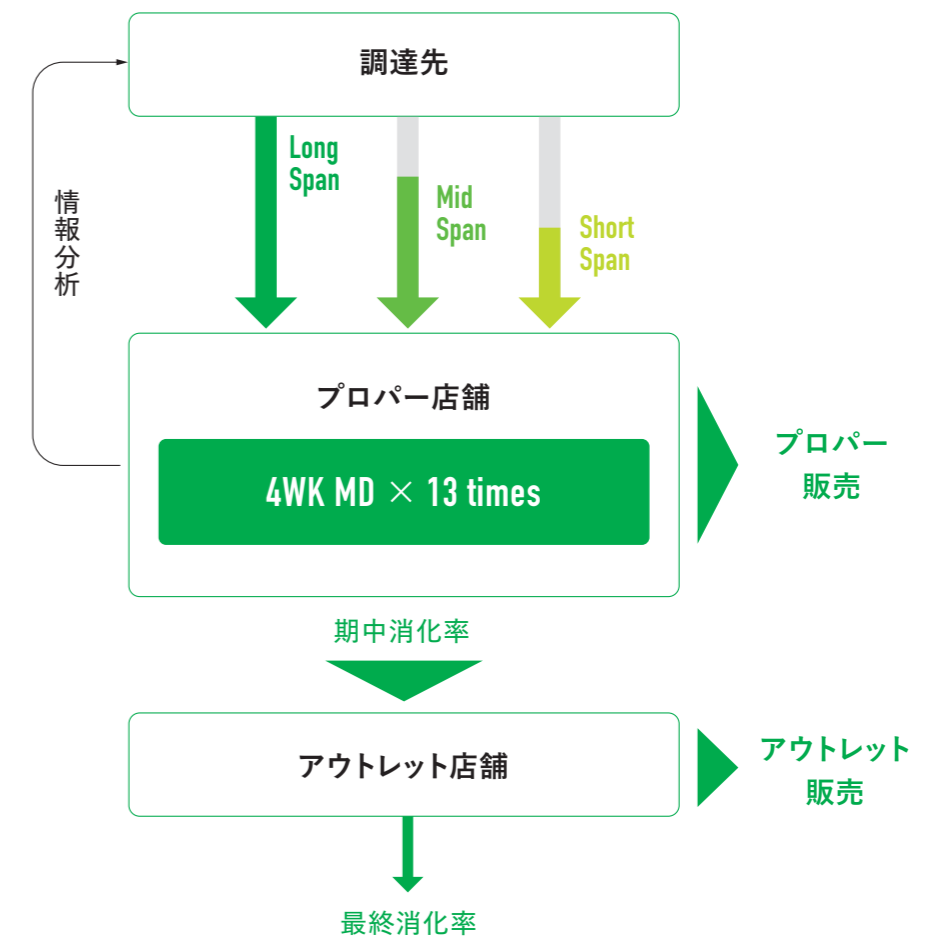 調達先
Long
Span
Mid
Span
Short
Span
情報分析
プロパー店舗
4WK MD × 13 times
プロパー
販売
期中消化率
アウトレット店舗
アウトレット
販売
最終消化率